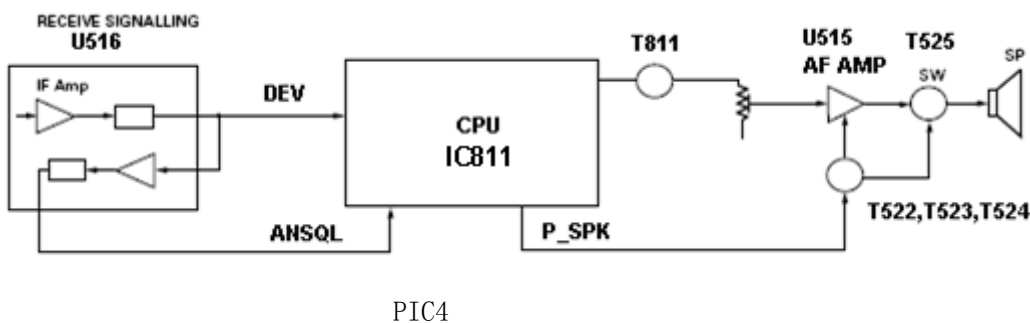 RECEIVE SIGNALLING
U516
IF Amp
DEV
ANSQL
CPU
IC811
P_SPK
T811
U515
AF AMP
T525
SW
SP
T522,T523,T524
PIC4